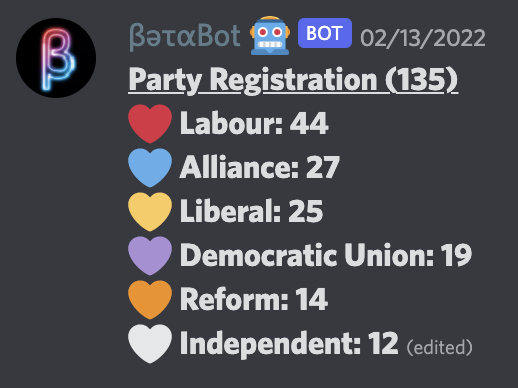 βəταBot 🤖 BOT 02/13/2022
Party Registration (135)
Labour: 44
Alliance: 27
Liberal: 25
Democratic Union: 19
Reform: 14
Independent: 12 (edited)